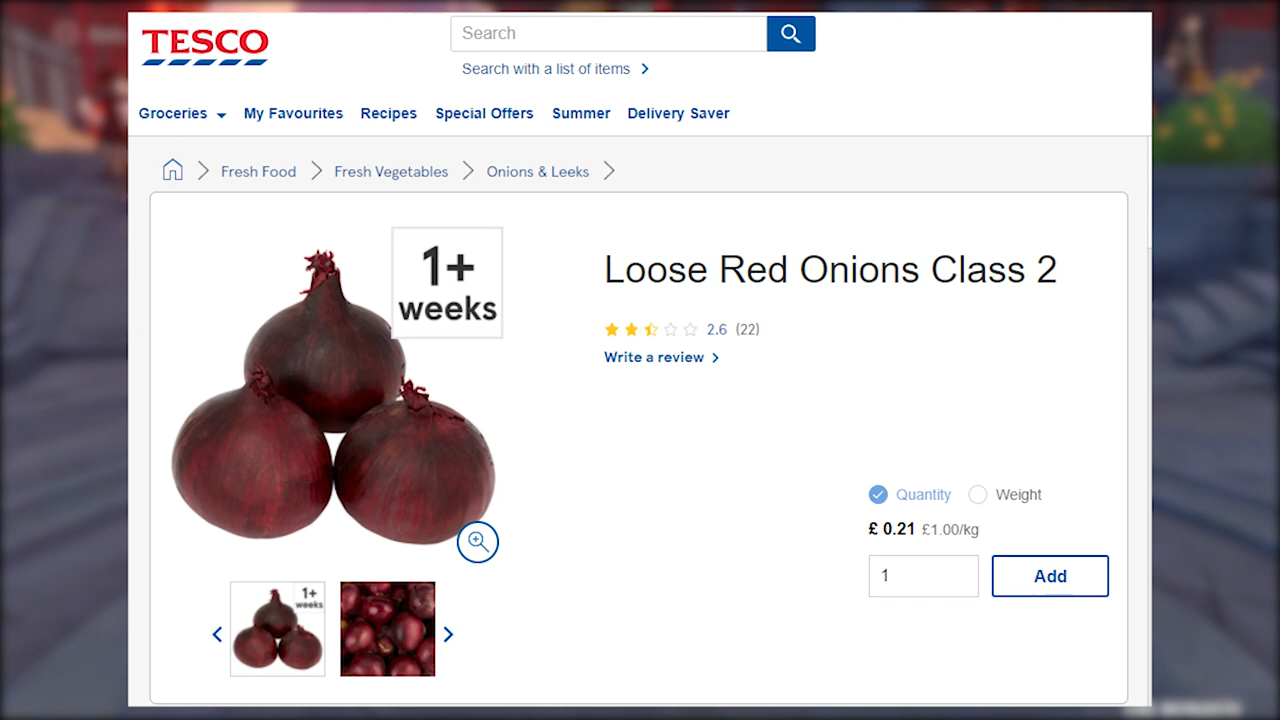 TESCO
Search
Search with a list of items
Groceries My Favourites Recipes Special Offers Summer Delivery Saver
Fresh Food Fresh Vegetables Onions & Leeks
1+
weeks
Loose Red Onions Class 2
2.6 (22)
Write a review
Quantity Weight
£ 0.21 £1.00/kg
1 Add
1+
weeks